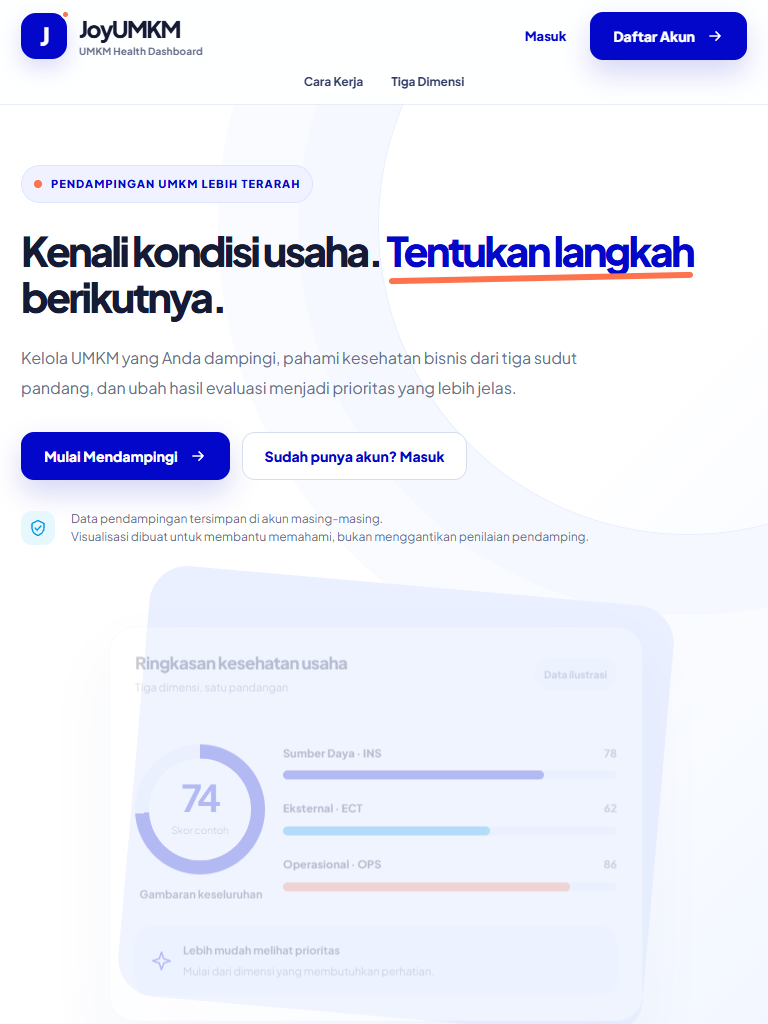 J
JoyUMKM
UMKM Health Dashboard
Masuk
Daftar Akun
Cara Kerja
Tiga Dimensi
PENDAMPINGAN UMKM LEBIH TERARAH
Kenali kondisi usaha. Tentukan langkah
berikutnya.
Kelola UMKM yang Anda dampingi, pahami kesehatan bisnis dari tiga sudut
pandang, dan ubah hasil evaluasi menjadi prioritas yang lebih jelas.
Mulai Mendampingi
Sudah punya akun? Masuk
Data pendampingan tersimpan di akun masing-masing.
Visualisasi dibuat untuk membantu memahami, bukan menggantikan penilaian pendamping.
Ringkasan kesehatan usaha
Tiga dimensi, satu pandangan
Data ilustrasi
74
Skor contoh
Gambaran keseluruhan
Sumber Daya · INS 78
Eksternal · ECT 62
Operasional · OPS 86
Lebih mudah melihat prioritas
Mulai dari dimensi yang membutuhkan perhatian.